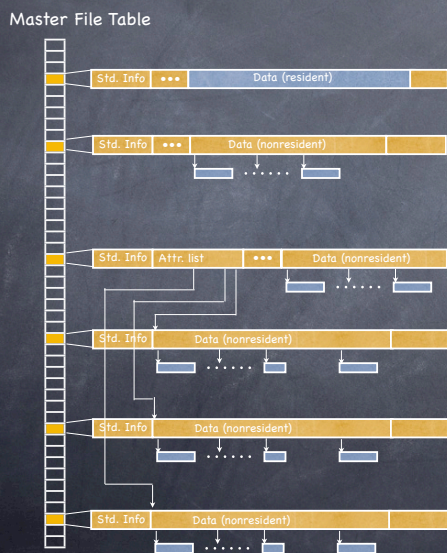 Master File Table
Std. Info ••• Data (resident)
Std. Info ••• Data (nonresident)
Std. Info Attr. list ••• Data (nonresident)
Std. Info Data (nonresident)
Std. Info Data (nonresident)
Std. Info Data (nonresident)